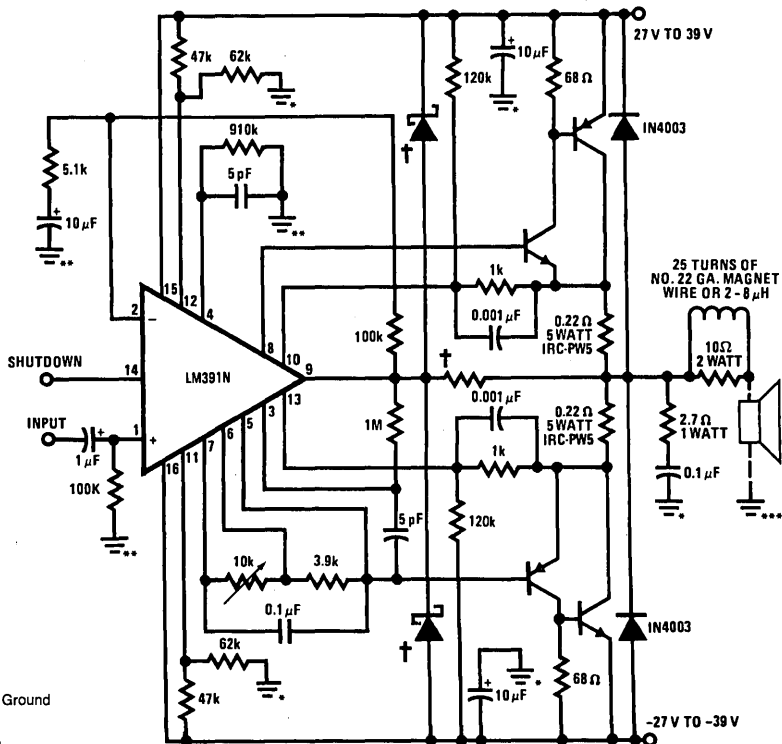 27 V TO 39 V
47k
62k
*
10 µF
+
*
120k
68 Ω
IN4003
910k
5 pF
**
5.1k
+
10 µF
**
†
15
12
4
2
−
8
10
9
LM391N
SHUTDOWN
14
INPUT
1
+
+
1 µF
100K
**
16
11
7
6
5
3
13
100k
1k
0.001 µF
0.22 Ω
5 WATT
IRC-PW5
25 TURNS OF
NO. 22 GA. MAGNET
WIRE OR 2 - 8 µH
10Ω
2 WATT
†
0.001 µF
1M
0.22 Ω
5 WATT
IRC-PW5
1k
2.7 Ω
1 WATT
0.1 µF
*
***
5 pF
120k
10k
3.9k
0.1 µF
†
IN4003
62k
*
47k
+
10 µF
*
68 Ω
Ground
−27 V TO −39 V